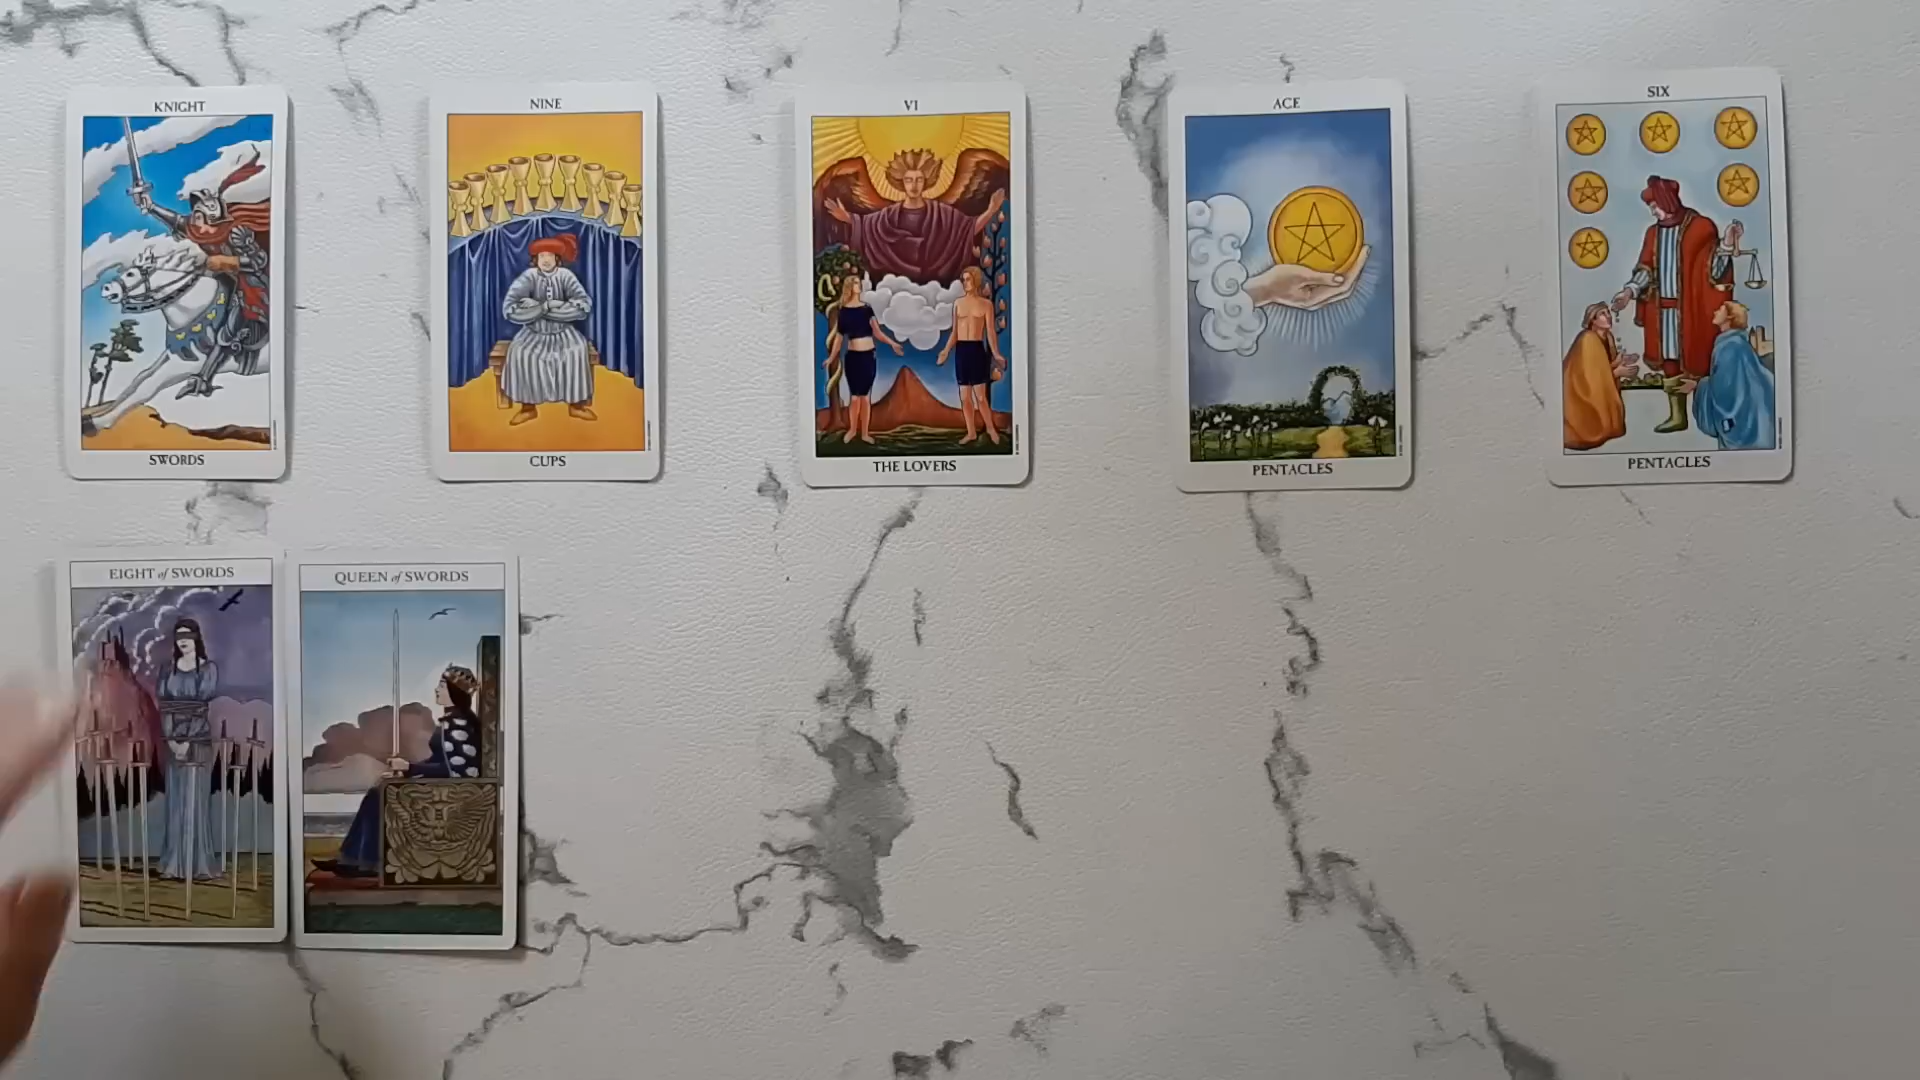 KNIGHT
SWORDS
NINE
CUPS
VI
THE LOVERS
ACE
PENTACLES
SIX
PENTACLES
EIGHT of SWORDS
QUEEN of SWORDS